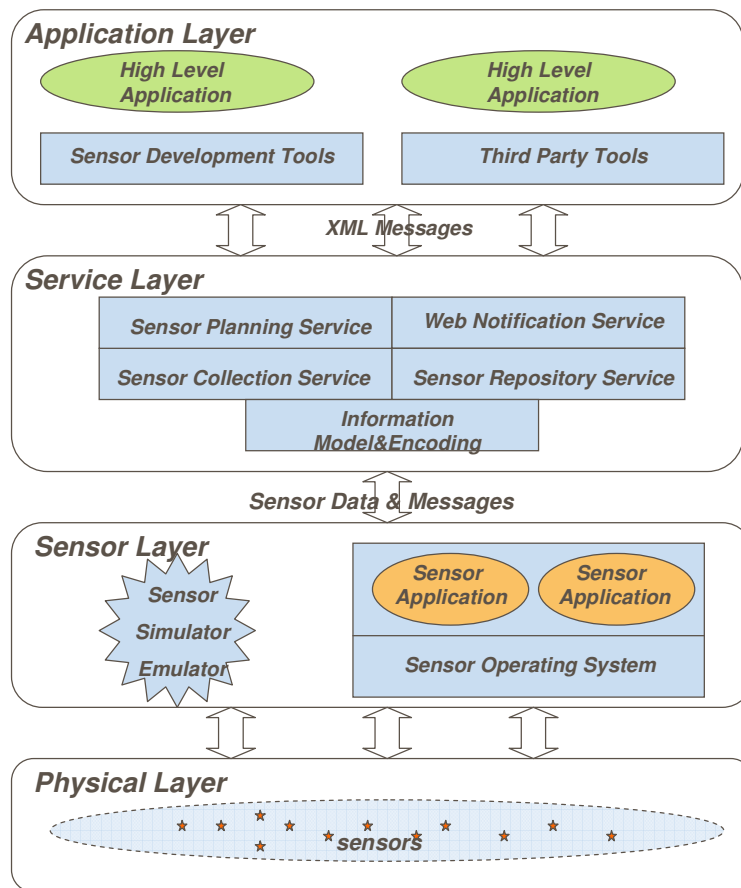 Application Layer
High Level
Application
High Level
Application
Sensor Development Tools
Third Party Tools
XML Messages
Service Layer
Sensor Planning Service
Web Notification Service
Sensor Collection Service
Sensor Repository Service
Information
Model&Encoding
Sensor Data & Messages
Sensor Layer
Sensor
Simulator
Emulator
Sensor
Application
Sensor
Application
Sensor Operating System
Physical Layer
sensors